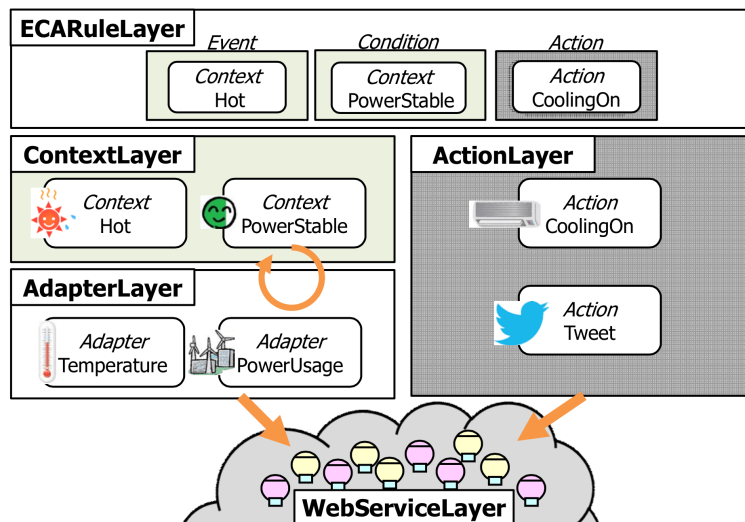 ECARuleLayer
Event
Condition
Action
Context
Hot
Context
PowerStable
Action
CoolingOn
ContextLayer
Context
Hot
Context
PowerStable
ActionLayer
Action
CoolingOn
Action
Tweet
AdapterLayer
Adapter
Temperature
Adapter
PowerUsage
WebServiceLayer